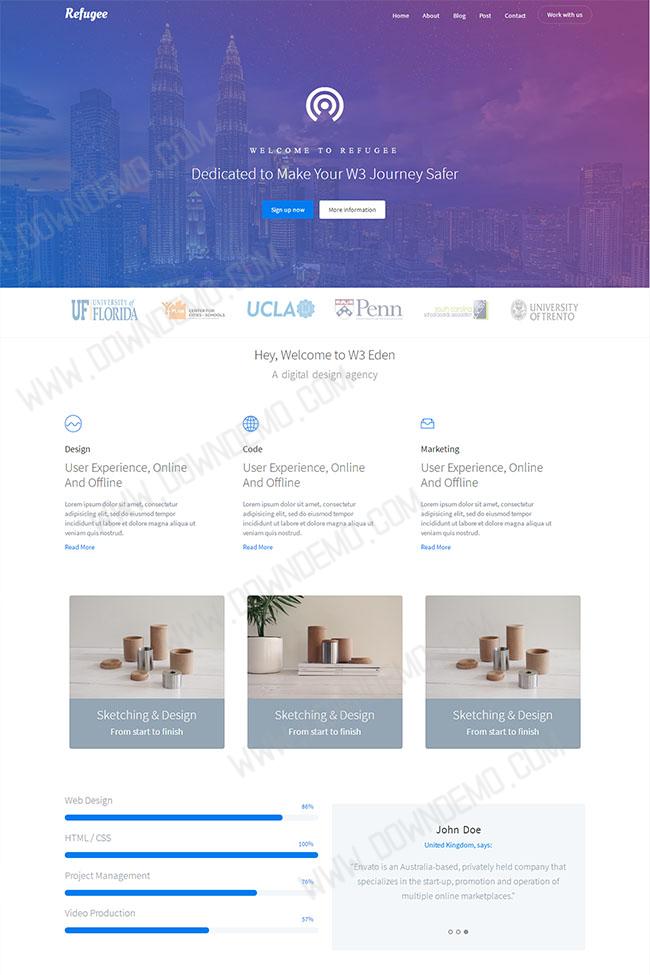 Refugee
Home About Blog Post Contact Work with us
WELCOME TO REFUGEE
Dedicated to Make Your W3 Journey Safer
Sign up now More information
UF UNIVERSITY of FLORIDA
CENTER FOR CITIES + SCHOOLS
UCLA
Penn
south carolina
school boards association
UNIVERSITY
OF TRENTO
Hey, Welcome to W3 Eden
A digital design agency
Design
User Experience, Online
And Offline
Lorem ipsum dolor sit amet, consectetur
adipisicing elit, sed do eiusmod tempor
incididunt ut labore et dolore magna aliqua ut
veniam quis nostrud.
Read More
Code
User Experience, Online
And Offline
Lorem ipsum dolor sit amet, consectetur
adipisicing elit, sed do eiusmod tempor
incididunt ut labore et dolore magna aliqua ut
veniam quis nostrud.
Read More
Marketing
User Experience, Online
And Offline
Lorem ipsum dolor sit amet, consectetur
adipisicing elit, sed do eiusmod tempor
incididunt ut labore et dolore magna aliqua ut
veniam quis nostrud.
Read More
Sketching & Design
From start to finish
Sketching & Design
From start to finish
Sketching & Design
From start to finish
Web Design 86%
HTML / CSS 100%
Project Management 76%
Video Production 57%
John Doe
United Kingdom, says:
"Envato is an Australia-based, privately held company that
specializes in the start-up, promotion and operation of
multiple online marketplaces."
WWW.DOWNDEMO.COM
WWW.DOWNDEMO.COM
WWW.DOWNDEMO.COM
WWW.DOWNDEMO.COM